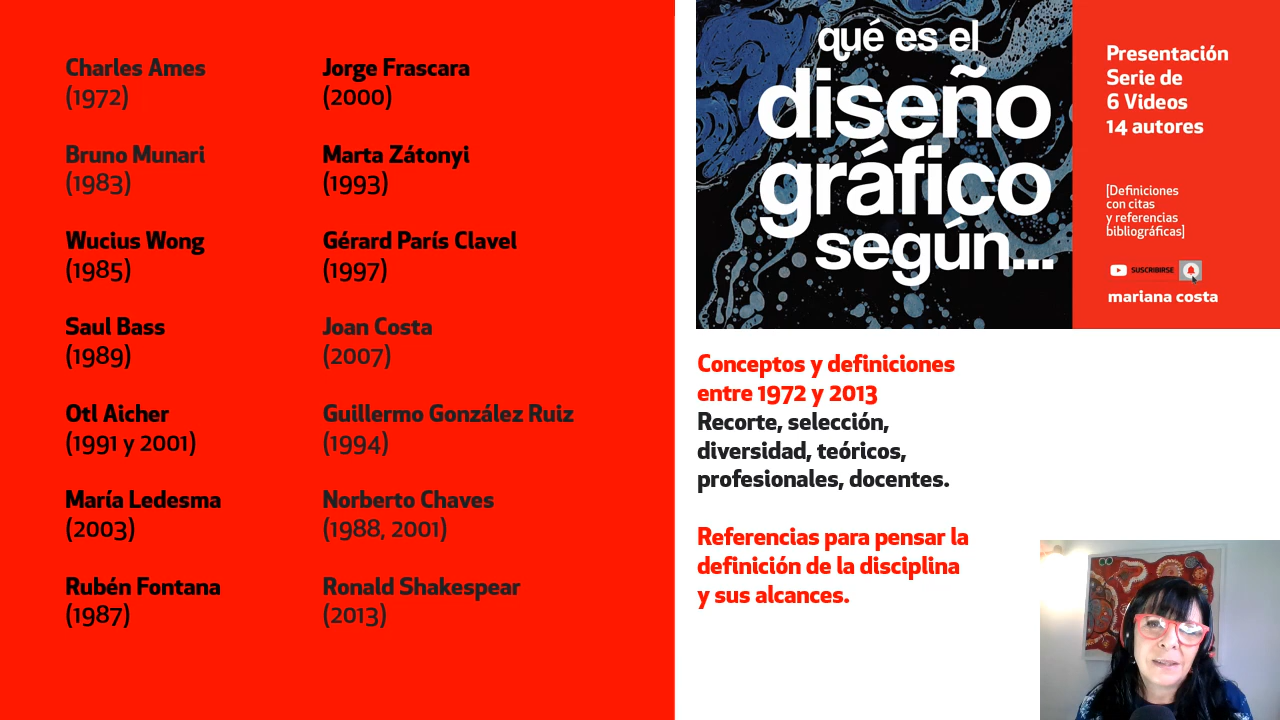 Charles Ames
(1972)
Bruno Munari
(1983)
Wucius Wong
(1985)
Saul Bass
(1989)
Otl Aicher
(1991 y 2001)
María Ledesma
(2003)
Rubén Fontana
(1987)
Jorge Frascara
(2000)
Marta Zátonyi
(1993)
Gérard París Clavel
(1997)
Joan Costa
(2007)
Guillermo González Ruiz
(1994)
Norberto Chaves
(1988, 2001)
Ronald Shakespear
(2013)
qué es el
diseño
gráfico
según...
Presentación
Serie de
6 Videos
14 autores
[Definiciones
con citas
y referencias
bibliográficas]
SUSCRIBIRSE
mariana costa
Conceptos y definiciones
entre 1972 y 2013
Recorte, selección,
diversidad, teóricos,
profesionales, docentes.
Referencias para pensar la
definición de la disciplina
y sus alcances.